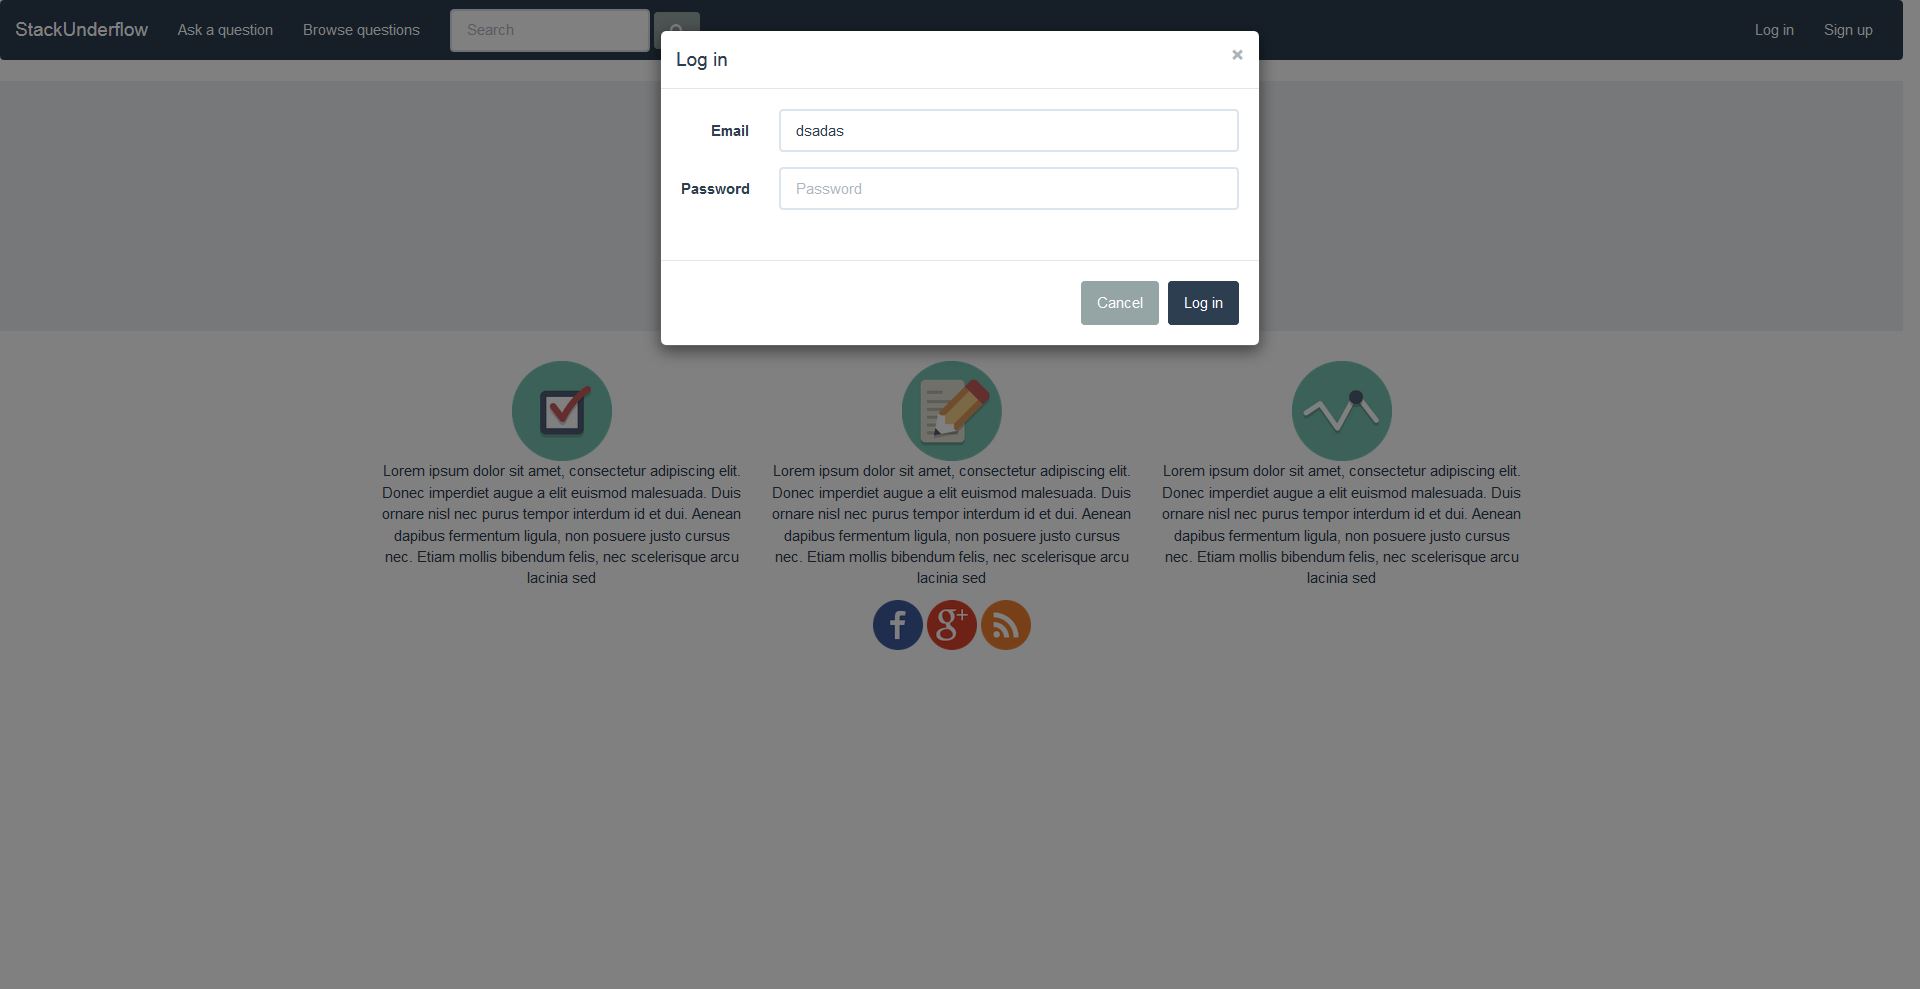 StackUnderflow Ask a question Browse questions Search Log in Sign up
Log in ×
Email dsadas
Password Password
Cancel Log in
Lorem ipsum dolor sit amet, consectetur adipiscing elit.
Donec imperdiet augue a elit euismod malesuada. Duis
ornare nisl nec purus tempor interdum id et dui. Aenean
dapibus fermentum ligula, non posuere justo cursus
nec. Etiam mollis bibendum felis, nec scelerisque arcu
lacinia sed
Lorem ipsum dolor sit amet, consectetur adipiscing elit.
Donec imperdiet augue a elit euismod malesuada. Duis
ornare nisl nec purus tempor interdum id et dui. Aenean
dapibus fermentum ligula, non posuere justo cursus
nec. Etiam mollis bibendum felis, nec scelerisque arcu
lacinia sed
Lorem ipsum dolor sit amet, consectetur adipiscing elit.
Donec imperdiet augue a elit euismod malesuada. Duis
ornare nisl nec purus tempor interdum id et dui. Aenean
dapibus fermentum ligula, non posuere justo cursus
nec. Etiam mollis bibendum felis, nec scelerisque arcu
lacinia sed
f g+